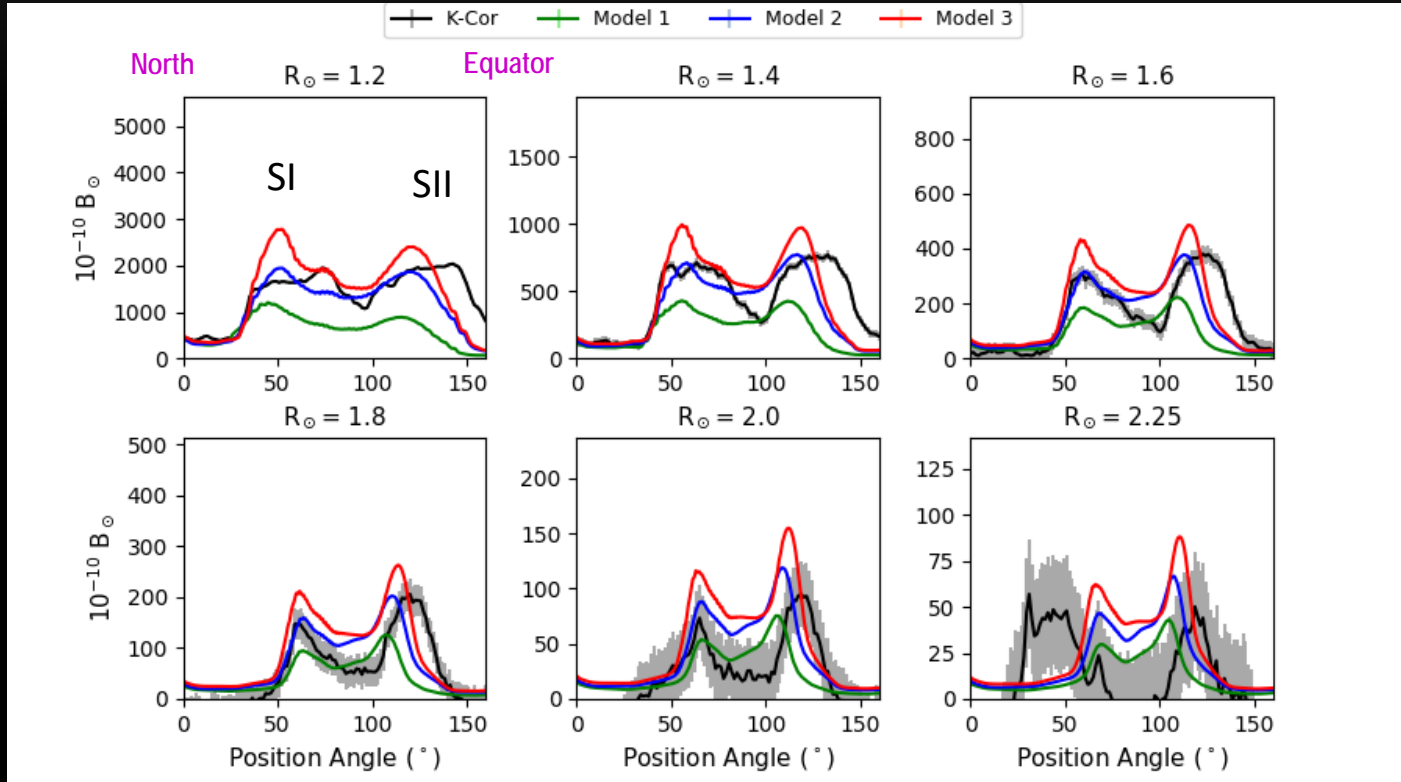 K-Cor Model 1 Model 2 Model 3
North Equator
R⊙ = 1.2 R⊙ = 1.4 R⊙ = 1.6
10⁻¹⁰ B⊙
5000
4000
3000
2000
1000
0
SI SII
0 50 100 150
1500
1000
500
0
0 50 100 150
800
600
400
200
0
0 50 100 150
R⊙ = 1.8 R⊙ = 2.0 R⊙ = 2.25
10⁻¹⁰ B⊙
500
400
300
200
100
0
0 50 100 150
Position Angle (°)
200
150
100
50
0
0 50 100 150
Position Angle (°)
125
100
75
50
25
0
0 50 100 150
Position Angle (°)